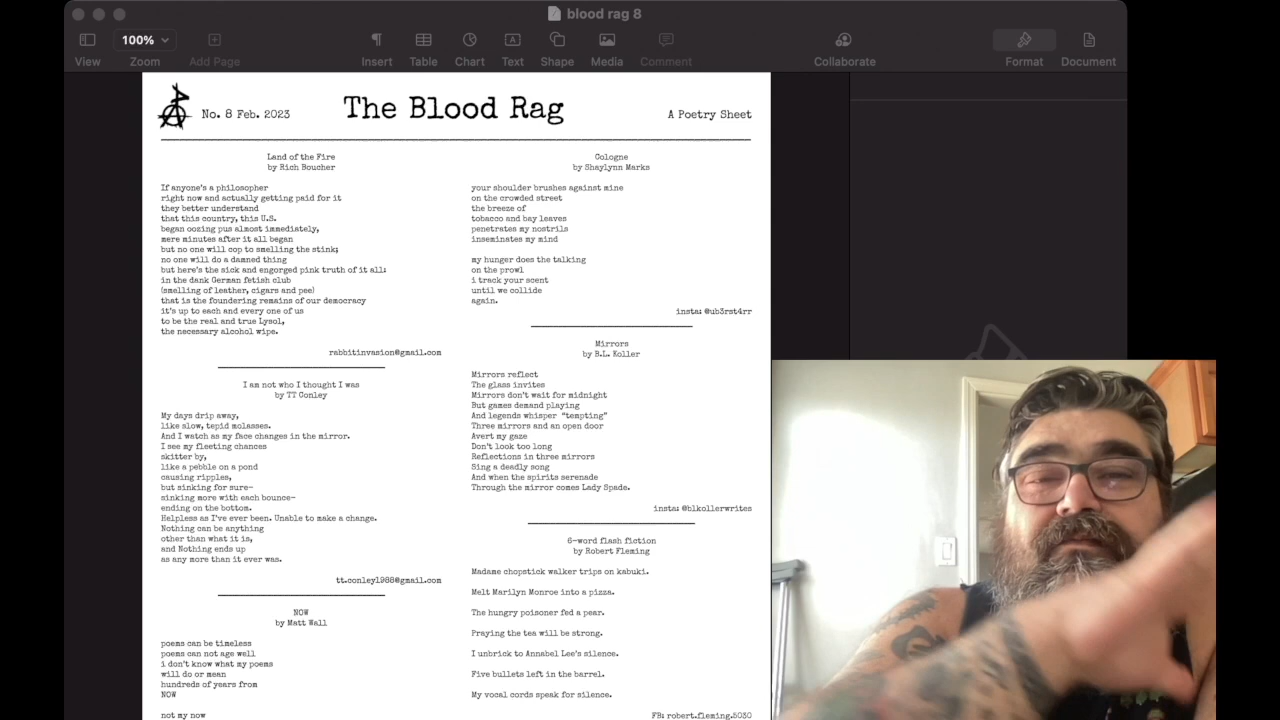 blood rag 8
100%
View
Zoom
Add Page
Insert
Table
Chart
Text
Shape
Media
Comment
Collaborate
Format
Document
No. 8 Feb. 2023
The Blood Rag
A Poetry Sheet
Land of the Fire
by Rich Boucher
If anyone's a philosopher
right now and actually getting paid for it
they better understand
that this country, this U.S.
began oozing pus almost immediately,
mere minutes after it all began
but no one will cop to smelling the stink;
no one will do a damned thing
but here's the sick and engorged pink truth of it all:
in the dank German fetish club
(smelling of leather, cigars and pee)
that is the foundering remains of our democracy
it's up to each and every one of us
to be the real and true Lysol,
the necessary alcohol wipe.
rabbitinvasion@gmail.com
I am not who I thought I was
by TT Conley
My days drip away,
like slow, tepid molasses.
And I watch as my face changes in the mirror.
I see my fleeting chances
skitter by,
like a pebble on a pond
causing ripples,
but sinking for sure-
sinking more with each bounce-
ending on the bottom.
Helpless as I've ever been. Unable to make a change.
Nothing can be anything
other than what it is,
and Nothing ends up
as any more than it ever was.
tt.conley1988@gmail.com
NOW
by Matt Wall
poems can be timeless
poems can not age well
i don't know what my poems
will do or mean
hundreds of years from
NOW
not my now
Cologne
by Shaylynn Marks
your shoulder brushes against mine
on the crowded street
the breeze of
tobacco and bay leaves
penetrates my nostrils
inseminates my mind
my hunger does the talking
on the prowl
i track your scent
until we collide
again.
insta: @ub3rst4rr
Mirrors
by B.L. Koller
Mirrors reflect
The glass invites
Mirrors don't wait for midnight
But games demand playing
And legends whisper "tempting"
Three mirrors and an open door
Avert my gaze
Don't look too long
Reflections in three mirrors
Sing a deadly song
And when the spirits serenade
Through the mirror comes Lady Spade.
insta: @blkollerwrites
6-word flash fiction
by Robert Fleming
Madame chopstick walker trips on kabuki.
Melt Marilyn Monroe into a pizza.
The hungry poisoner fed a pear.
Praying the tea will be strong.
I unbrick to Annabel Lee's silence.
Five bullets left in the barrel.
My vocal cords speak for silence.
FB: robert.fleming.5030